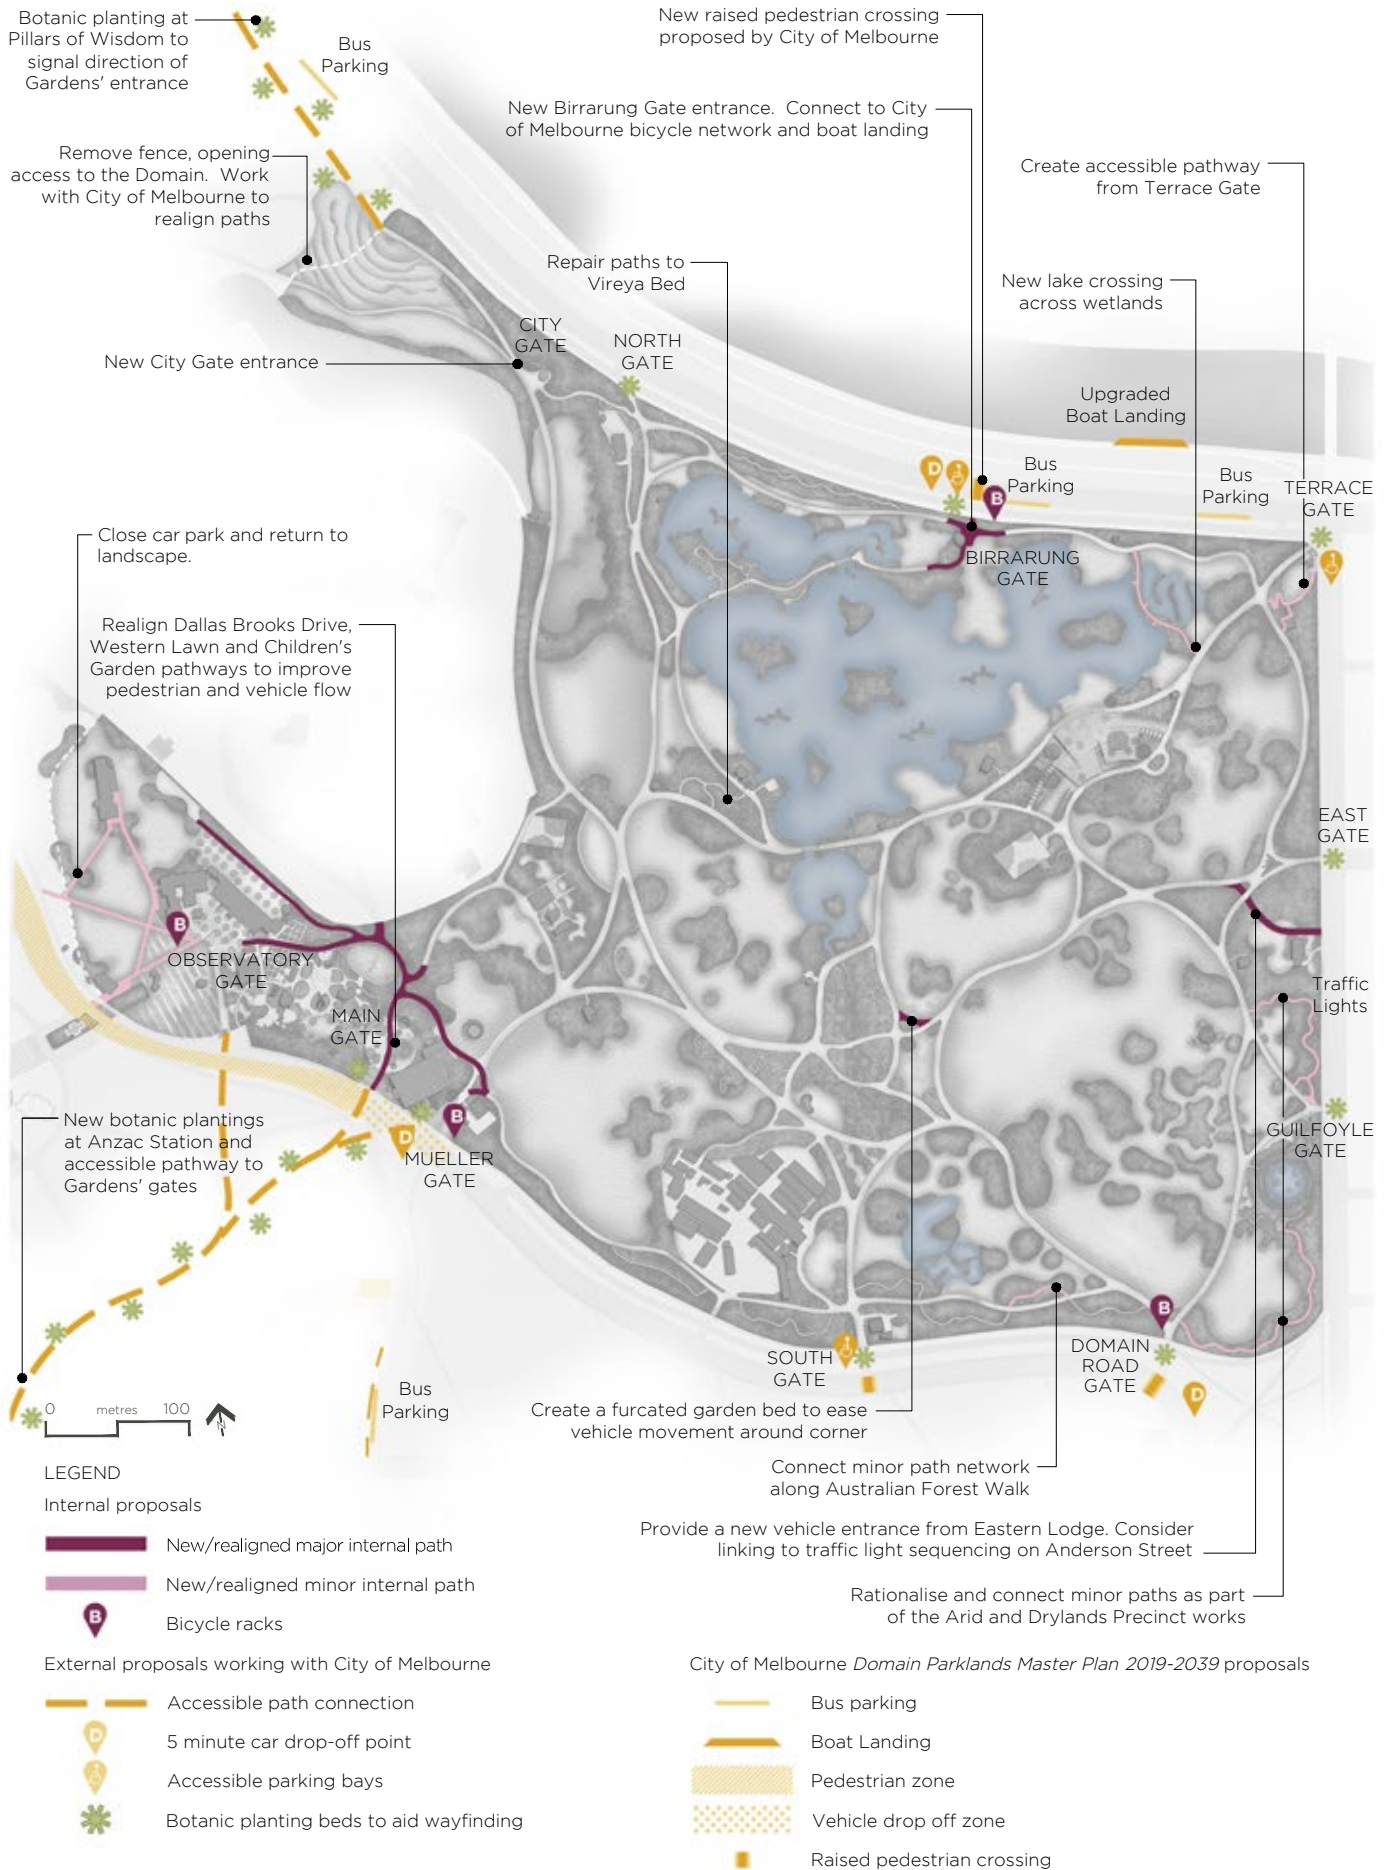 Botanic planting at
Pillars of Wisdom to
signal direction of
Gardens' entrance
Bus
Parking
New raised pedestrian crossing
proposed by City of Melbourne
New Birrarung Gate entrance. Connect to City
of Melbourne bicycle network and boat landing
Remove fence, opening
access to the Domain. Work
with City of Melbourne to
realign paths
Create accessible pathway
from Terrace Gate
Repair paths to
Vireya Bed
New lake crossing
across wetlands
CITY
GATE
NORTH
GATE
New City Gate entrance
Upgraded
Boat Landing
D
Bus
Parking
B
Bus
Parking
TERRACE
GATE
BIRRARUNG
GATE
Close car park and return to
landscape.
Realign Dallas Brooks Drive,
Western Lawn and Children's
Garden pathways to improve
pedestrian and vehicle flow
EAST
GATE
B
OBSERVATORY
GATE
Traffic
Lights
MAIN
GATE
New botanic plantings
at Anzac Station and
accessible pathway to
Gardens' gates
D
B
MUELLER
GATE
GUILFOYLE
GATE
B
SOUTH
GATE
DOMAIN
ROAD
GATE
D
Bus
Parking
0 metres 100
N
Create a furcated garden bed to ease
vehicle movement around corner
Connect minor path network
along Australian Forest Walk
Provide a new vehicle entrance from Eastern Lodge. Consider
linking to traffic light sequencing on Anderson Street
Rationalise and connect minor paths as part
of the Arid and Drylands Precinct works
LEGEND
Internal proposals
New/realigned major internal path
New/realigned minor internal path
B
Bicycle racks
External proposals working with City of Melbourne
Accessible path connection
D
5 minute car drop-off point
Accessible parking bays
Botanic planting beds to aid wayfinding
City of Melbourne Domain Parklands Master Plan 2019-2039 proposals
Bus parking
Boat Landing
Pedestrian zone
Vehicle drop off zone
Raised pedestrian crossing